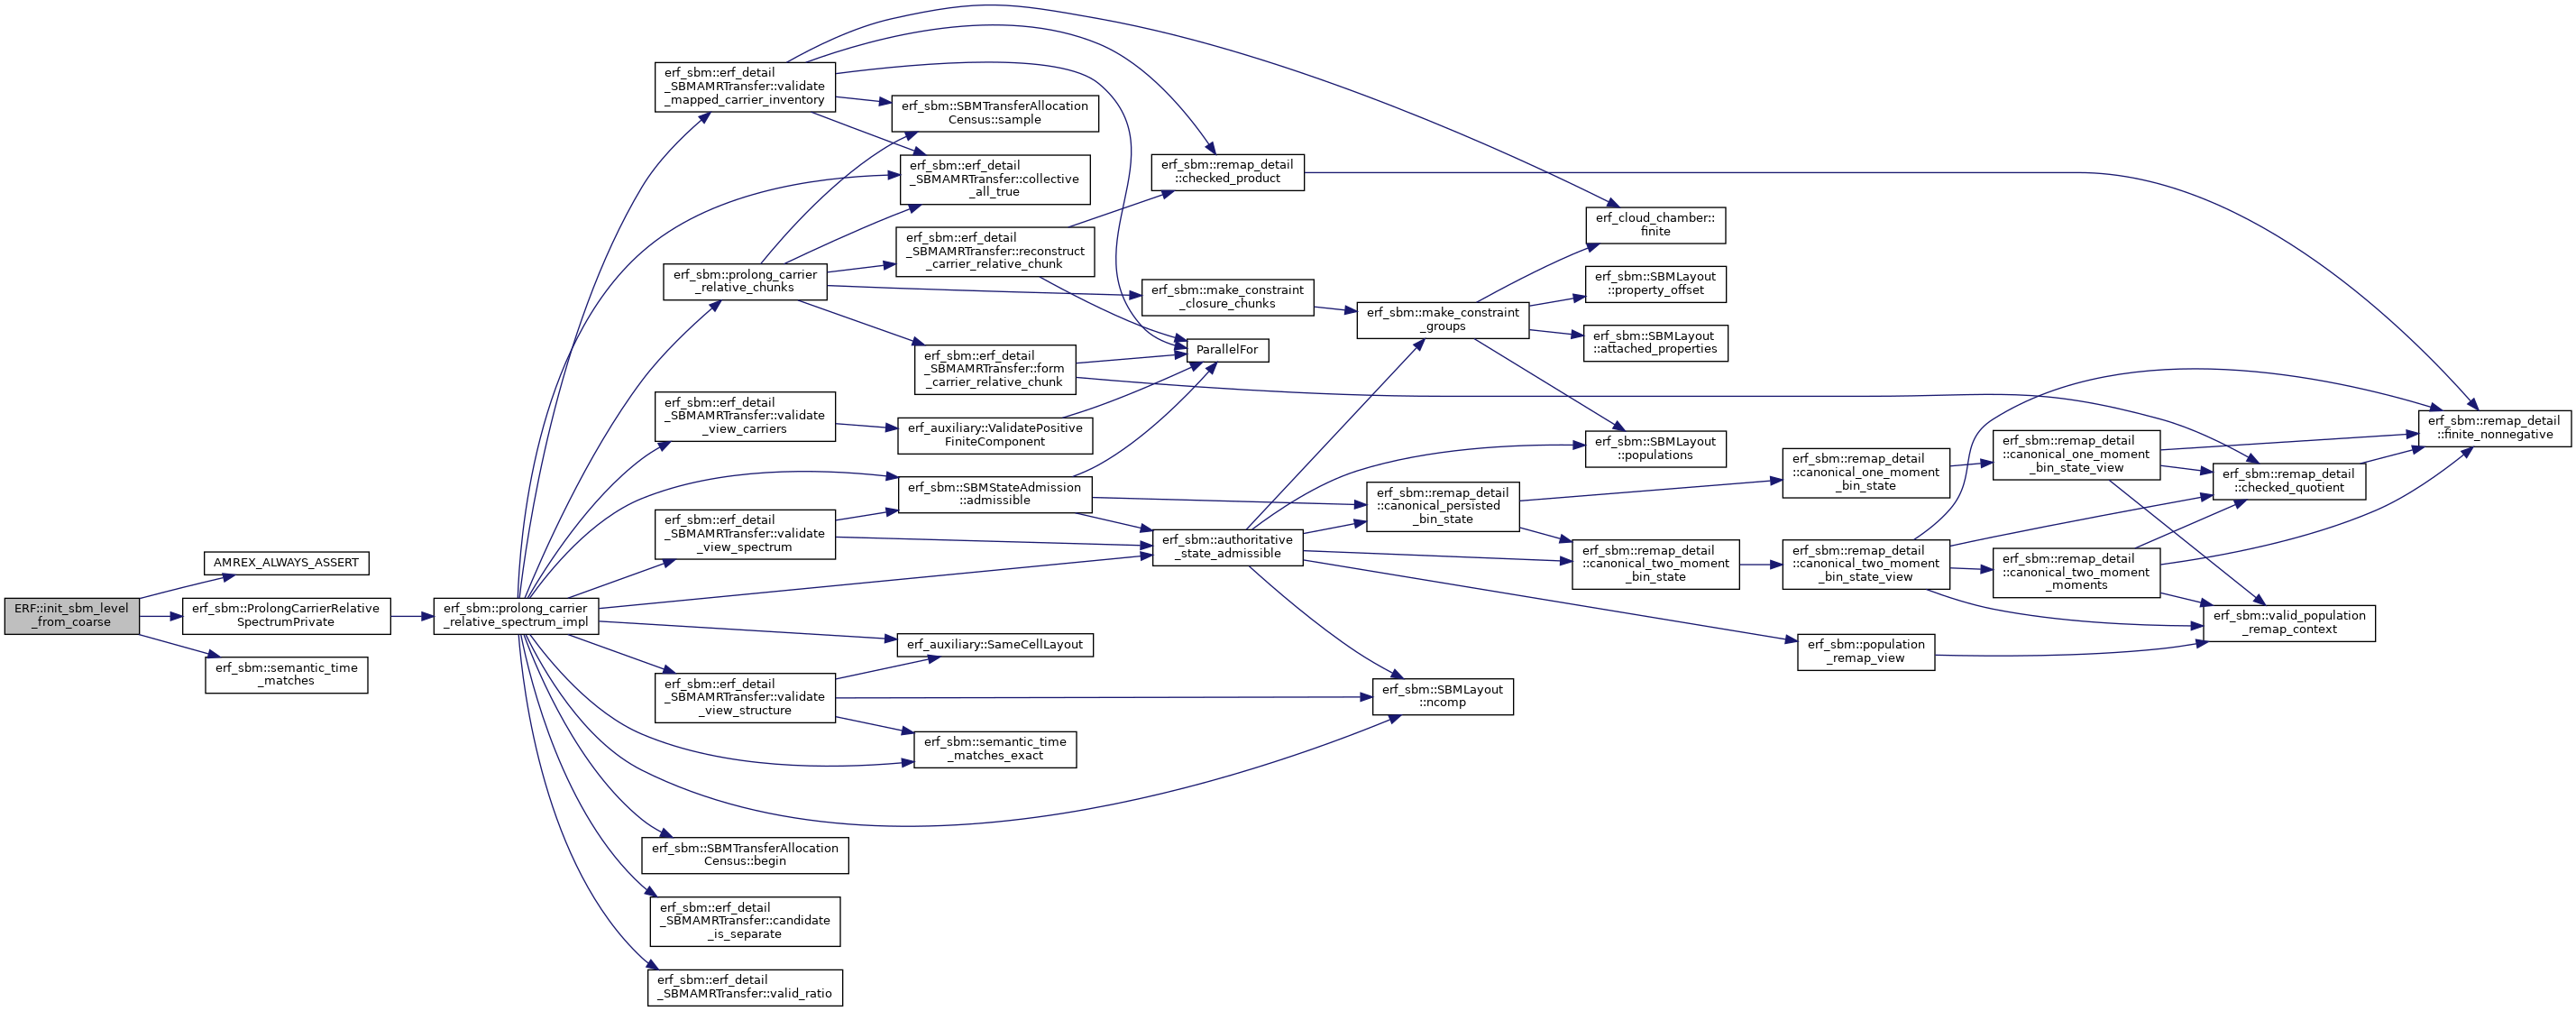 ERF::init_sbm_level
_from_coarse
AMREX_ALWAYS_ASSERT
erf_sbm::ProlongCarrierRelative
SpectrumPrivate
erf_sbm::semantic_time
_matches
erf_sbm::prolong_carrier
_relative_spectrum_impl
erf_sbm::erf_detail
_SBMAMRTransfer::validate
_mapped_carrier_inventory
erf_sbm::prolong_carrier
_relative_chunks
erf_sbm::erf_detail
_SBMAMRTransfer::validate
_view_carriers
erf_sbm::erf_detail
_SBMAMRTransfer::validate
_view_spectrum
erf_sbm::erf_detail
_SBMAMRTransfer::validate
_view_structure
erf_sbm::SBMTransferAllocation
Census::begin
erf_sbm::erf_detail
_SBMAMRTransfer::candidate
_is_separate
erf_sbm::erf_detail
_SBMAMRTransfer::valid_ratio
erf_sbm::SBMTransferAllocation
Census::sample
erf_sbm::erf_detail
_SBMAMRTransfer::collective
_all_true
erf_sbm::erf_detail
_SBMAMRTransfer::reconstruct
_carrier_relative_chunk
erf_sbm::erf_detail
_SBMAMRTransfer::form
_carrier_relative_chunk
erf_auxiliary::ValidatePositive
FiniteComponent
erf_sbm::SBMStateAdmission
::admissible
erf_auxiliary::SameCellLayout
erf_sbm::semantic_time
_matches_exact
erf_sbm::remap_detail
::checked_product
erf_sbm::make_constraint
_closure_chunks
ParallelFor
erf_sbm::authoritative
_state_admissible
erf_sbm::make_constraint
_groups
erf_sbm::remap_detail
::canonical_persisted
_bin_state
erf_sbm::SBMLayout
::ncomp
erf_cloud_chamber::
finite
erf_sbm::SBMLayout
::property_offset
erf_sbm::SBMLayout
::attached_properties
erf_sbm::SBMLayout
::populations
erf_sbm::remap_detail
::canonical_two_moment
_bin_state
erf_sbm::remap_detail
::canonical_one_moment
_bin_state
erf_sbm::remap_detail
::canonical_two_moment
_bin_state_view
erf_sbm::population
_remap_view
erf_sbm::remap_detail
::canonical_one_moment
_bin_state_view
erf_sbm::remap_detail
::canonical_two_moment
_moments
erf_sbm::remap_detail
::checked_quotient
erf_sbm::valid_population
_remap_context
erf_sbm::remap_detail
::finite_nonnegative